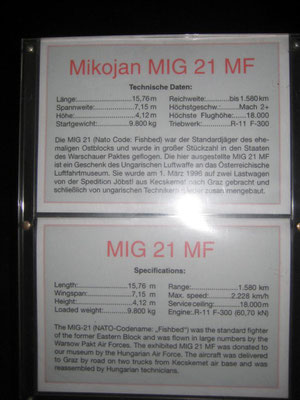 Mikojan MIG 21 MF
Technische Daten:
Länge:...................15,76 m Reichweite:............bis 1.580 km
Spannweite:.............7,15 m Höchstgeschw.:.......Mach 2+
Höhe:......................4,12 m Höchste Flughöhe:......18.000
Startgewicht:..........9.800 kg Triebwerk:........R-11 F-300
Die MIG 21 (Nato Code: Fishbed) war der Standardjäger des ehe-
maligen Ostblocks und wurde in großer Stückzahl in den Staaten
des Warschauer Paktes geflogen. Die hier ausgestellte MIG 21 MF
ist ein Geschenk des Ungarischen Luftwaffe an das Österreichische
Luftfahrtmuseum. Sie wurde am 1. März 1996 auf zwei Lastwagen
von der Spedition Jöbstl aus Kecskemet nach Graz gebracht und
schließlich von ungarischen Technikern wieder zusammengebaut.
MIG 21 MF
Specifications:
Length:...................15,76 m Range:......................1.580 km
Wingspan:................7,15 m Max. speed:.............2.228 km/h
Height:....................4,12 m Service ceiling:..........18.000 m
Loaded weight:.......9.800 kg Engine:.R-11 F-300 (60,70 kN)
The MIG-21 (NATO-Codename: „Fishbed") was the standard fighter
of the former Eastern Block and was flown in large numbers by the
Warsow Pakt Air Forces. The exhibited MIG 21 MF was donated to
our museum by the Hungarian Air Force. The aircraft was delivered
to Graz by road on two trucks from Kecskemet air base and was
reassembled by Hungarian technicians.